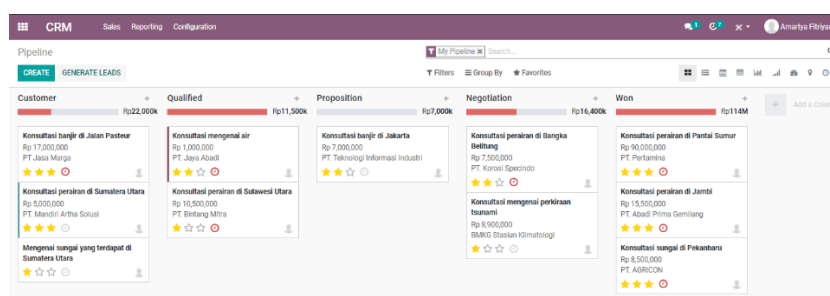 CRM Sales Reporting Configuration 1 7 Amartya Fitriyan
Pipeline My Pipeline Search...
CREATE GENERATE LEADS Filters Group By Favorites
Customer
Rp22,000k
Konsultasi banjir di Jalan Pasteur
Rp 17,000,000
PT Jasa Marga
Konsultasi perairan di Sumatera Utara
Rp 5,000,000
PT. Mandiri Artha Solusi
Mengenai sungai yang terdapat di
Sumatera Utara
Qualified
Rp11,500k
Konsultasi mengenai air
Rp 1,000,000
PT. Jaya Abadi
Konsultasi perairan di Sulawesi Utara
Rp 10,500,000
PT. Bintang Mitra
Proposition
Rp7,000k
Konsultasi banjir di Jakarta
Rp 7,000,000
PT. Teknologi Informasi Industri
Negotiation
Rp16,400k
Konsultasi perairan di Bangka
Belitung
Rp 7,500,000
PT. Korosi Specindo
Konsultasi mengenai perkiraan
tsunami
Rp 8,900,000
BMKG Stasiun Klimatologi
Won
Rp114M
Konsultasi perairan di Pantai Sumur
Rp 90,000,000
PT. Pertamina
Konsultasi perairan di Jambi
Rp 15,500,000
PT. Abadi Prima Gemilang
Konsultasi sungai di Pekanbaru
Rp 8,500,000
PT. AGRICON
Add a Colum